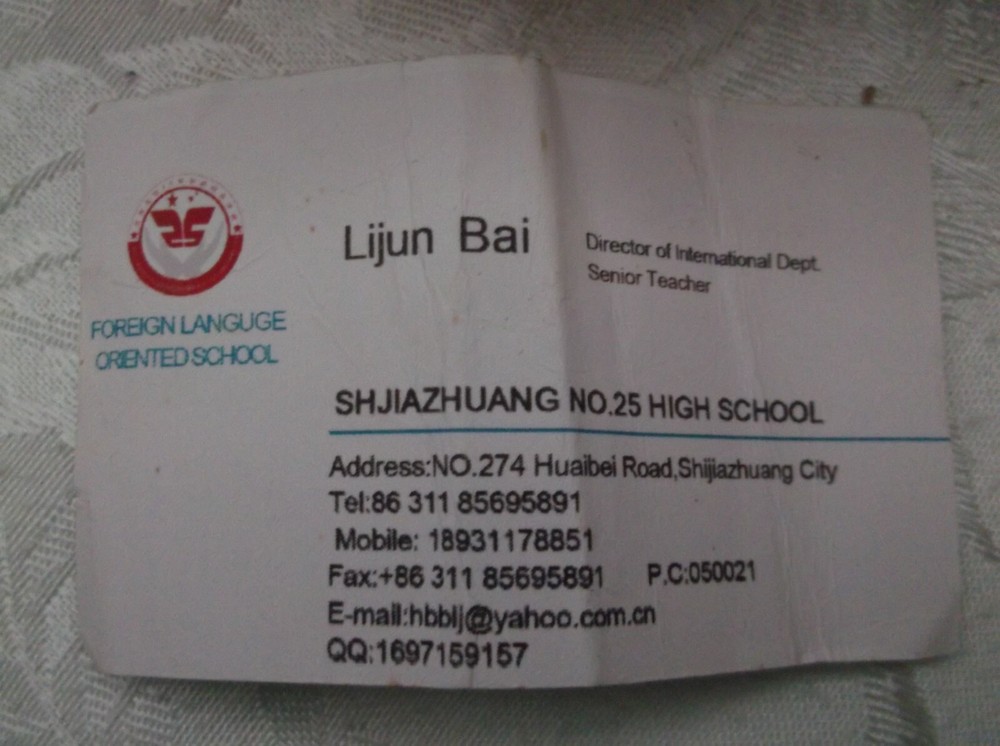 Lijun Bai
Director of International Dept.
Senior Teacher
FOREIGN LANGUGE
ORIENTED SCHOOL
SHJIAZHUANG NO.25 HIGH SCHOOL
Address:NO.274 Huaibei Road,Shijiazhuang City
Tel:86 311 85695891
Mobile: 18931178851
Fax:+86 311 85695891 P.C:050021
E-mail:hbblj@yahoo.com.cn
QQ:1697159157